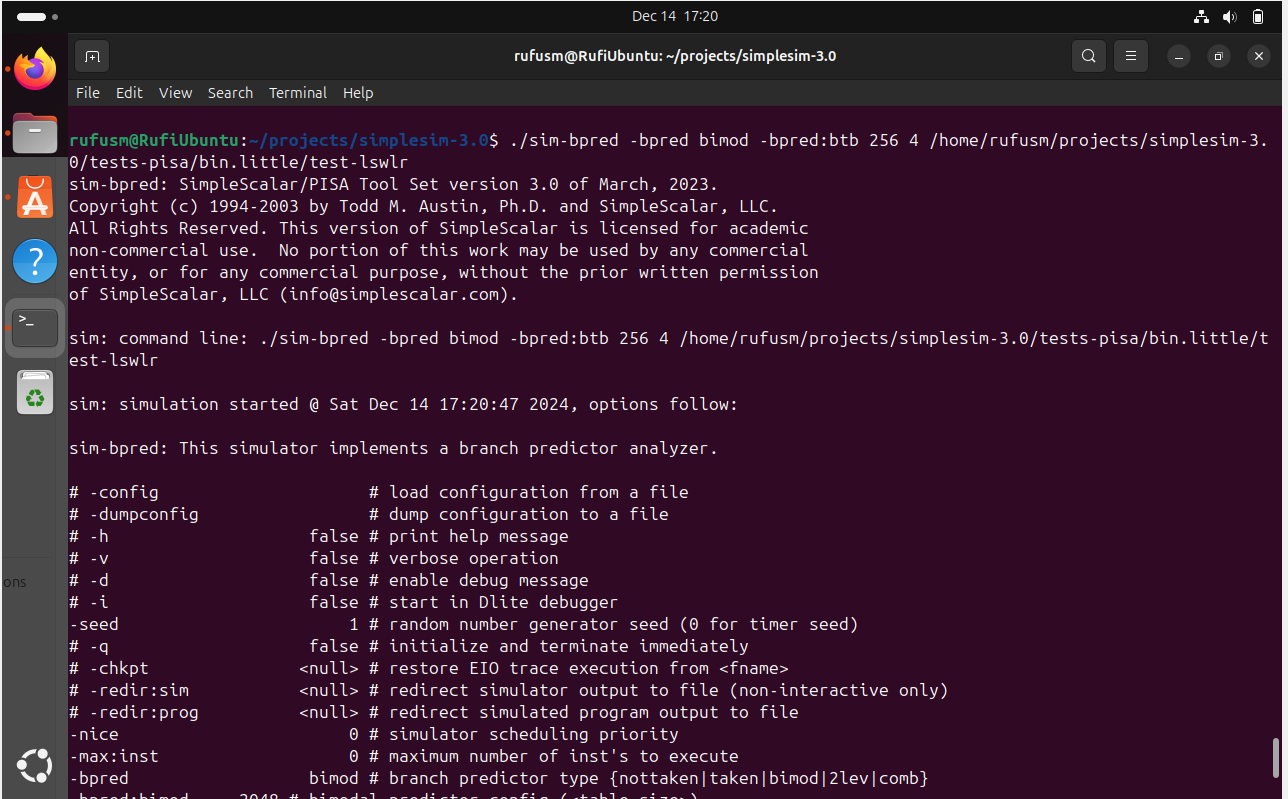 Dec 14 17:20
rufusm@RufiUbuntu: ~/projects/simplesim-3.0
File Edit View Search Terminal Help
rufusm@RufiUbuntu:~/projects/simplesim-3.0$ ./sim-bpred -bpred bimod -bpred:btb 256 4 /home/rufusm/projects/simplesim-3.
0/tests-pisa/bin.little/test-lswlr
sim-bpred: SimpleScalar/PISA Tool Set version 3.0 of March, 2023.
Copyright (c) 1994-2003 by Todd M. Austin, Ph.D. and SimpleScalar, LLC.
All Rights Reserved. This version of SimpleScalar is licensed for academic
non-commercial use.  No portion of this work may be used by any commercial
entity, or for any commercial purpose, without the prior written permission
of SimpleScalar, LLC (info@simplescalar.com).
sim: command line: ./sim-bpred -bpred bimod -bpred:btb 256 4 /home/rufusm/projects/simplesim-3.0/tests-pisa/bin.little/t
est-lswlr
sim: simulation started @ Sat Dec 14 17:20:47 2024, options follow:
sim-bpred: This simulator implements a branch predictor analyzer.
# -config                     # load configuration from a file
# -dumpconfig                 # dump configuration to a file
# -h                    false # print help message
# -v                    false # verbose operation
# -d                    false # enable debug message
# -i                    false # start in Dlite debugger
-seed                       1 # random number generator seed (0 for timer seed)
# -q                    false # initialize and terminate immediately
# -chkpt               <null> # restore EIO trace execution from <fname>
# -redir:sim           <null> # redirect simulator output to file (non-interactive only)
# -redir:prog          <null> # redirect simulated program output to file
-nice                       0 # simulator scheduling priority
-max:inst                   0 # maximum number of inst's to execute
-bpred                  bimod # branch predictor type {nottaken|taken|bimod|2lev|comb}
-bpred:bimod     2048 # bimodal predictor config (<table size>)
ons